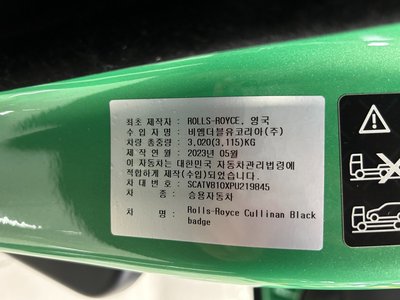 최초 제작자 : ROLLS-ROYCE, 영국
수 입 자 명 : 비엠더블유코리아(주)
차량 총중량 : 3,020(3,115)KG
제 작 연 월 : 2023년 05월
이 자동차는 대한민국 자동차관리법령에
적합하게 제작(수입)되었습니다.
차 대 번 호 : SCATV810XPU219845
차 종 : 승용자동차
차 명 : Rolls-Royce Cullinan Black
badge